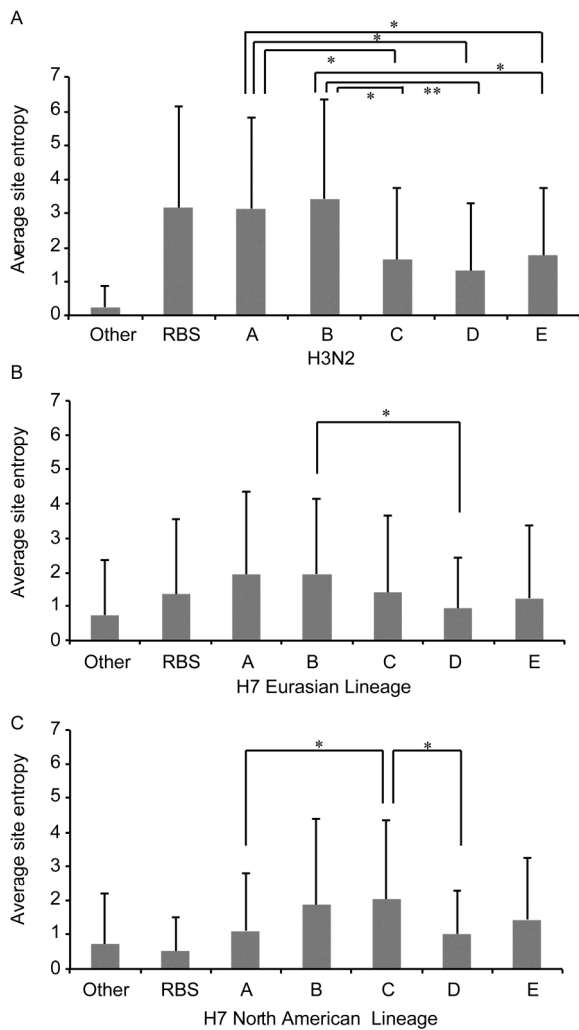 A
*
*
*
*
*
**
7
6
5
4
3
2
1
0
Average site entropy
Other RBS A B C D E
H3N2
B
7
6
5
4
3
2
1
0
Average site entropy
*
Other RBS A B C D E
H7 Eurasian Lineage
C
7
6
5
4
3
2
1
0
Average site entropy
* *
Other RBS A B C D E
H7 North American Lineage